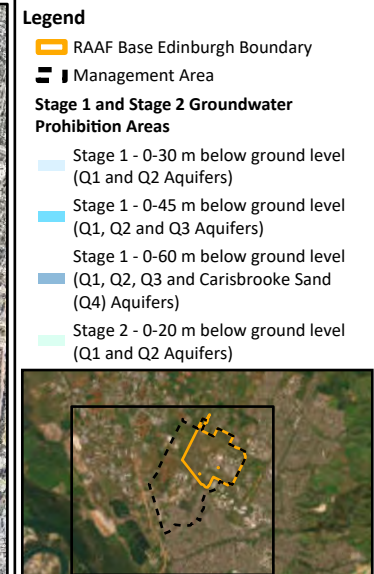 Legend
RAAF Base Edinburgh Boundary
Management Area
Stage 1 and Stage 2 Groundwater
Prohibition Areas
Stage 1 - 0-30 m below ground level
(Q1 and Q2 Aquifers)
Stage 1 - 0-45 m below ground level
(Q1, Q2 and Q3 Aquifers)
Stage 1 - 0-60 m below ground level
(Q1, Q2, Q3 and Carisbrooke Sand
(Q4) Aquifers)
Stage 2 - 0-20 m below ground level
(Q1 and Q2 Aquifers)